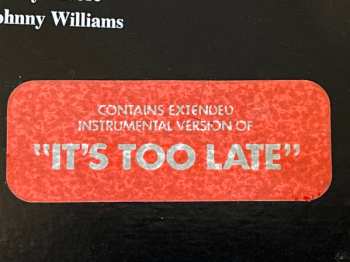 ohnny Williams
CONTAINS EXTENDED
INSTRUMENTAL VERSION OF
"IT'S TOO LATE"